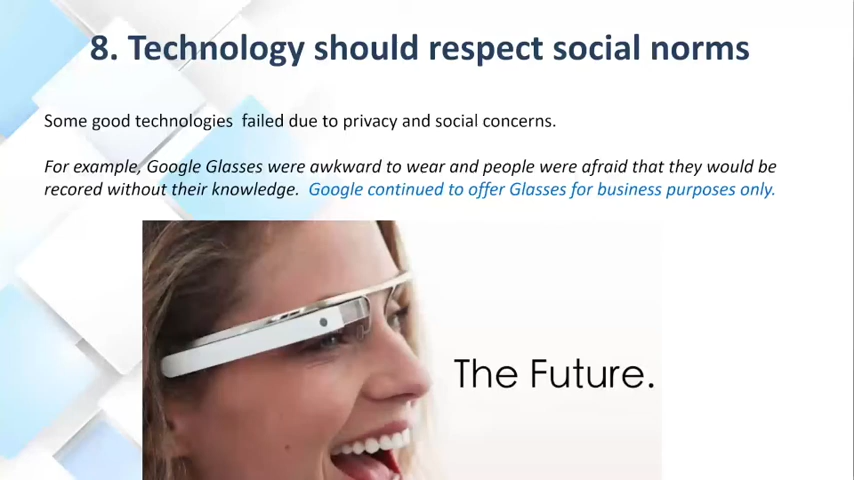 8. Technology should respect social norms
Some good technologies  failed due to privacy and social concerns.
For example, Google Glasses were awkward to wear and people were afraid that they would be
recored without their knowledge.  Google continued to offer Glasses for business purposes only.
The Future.